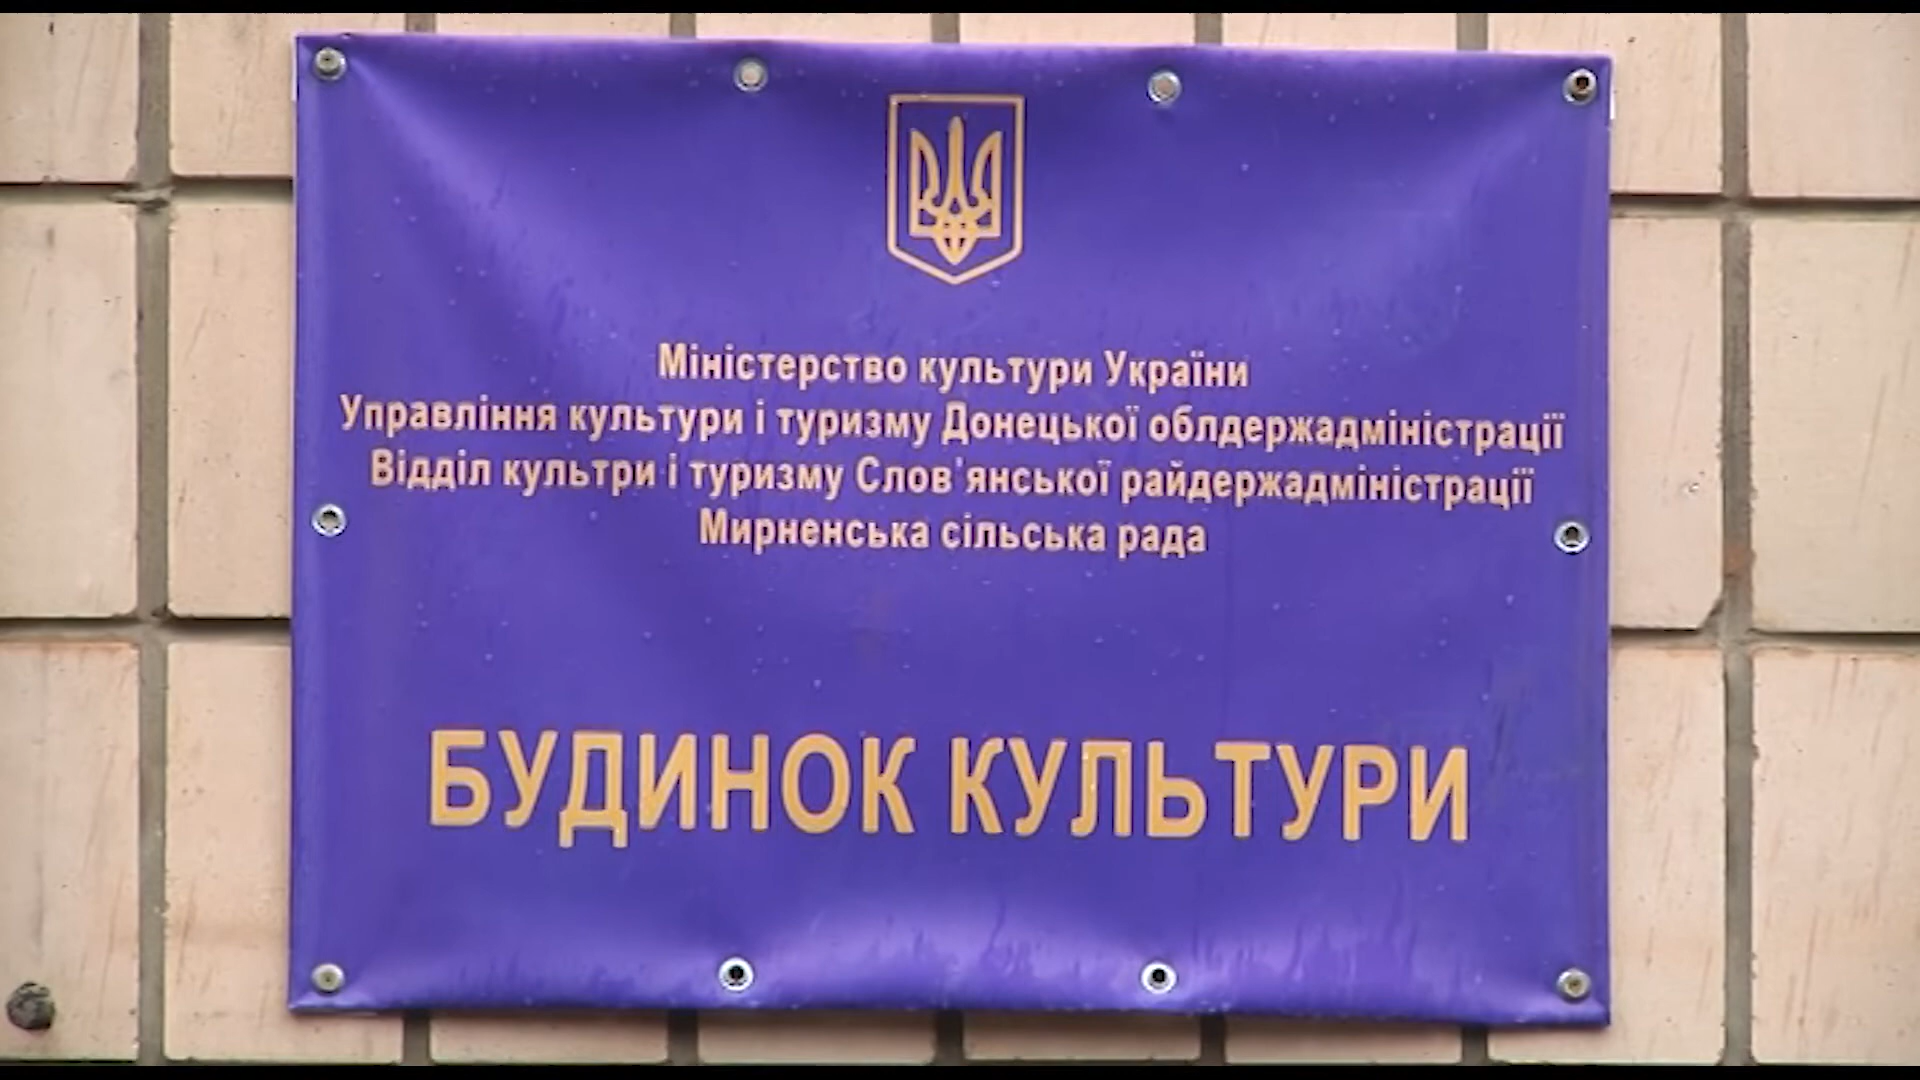 Міністерство культури України
Управління культури і туризму Донецької облдержадміністрації
Відділ культри і туризму Слов'янської райдержадміністрації
Мирненська сільська рада
БУДИНОК КУЛЬТУРИ